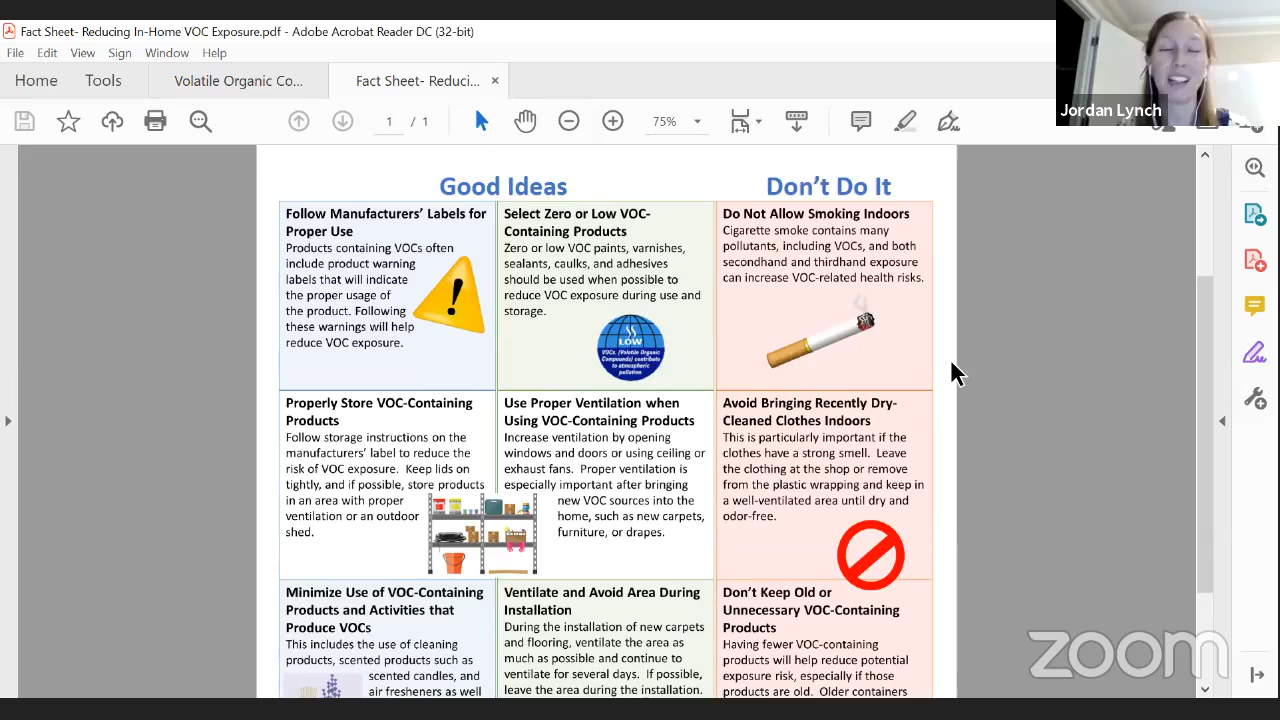 Fact Sheet- Reducing In-Home VOC Exposure.pdf - Adobe Acrobat Reader DC (32-bit)
File Edit View Sign Window Help
Home Tools Volatile Organic Co... Fact Sheet- Reduci... ×
1 / 1 75%
Jordan Lynch
Good Ideas
Don't Do It
Follow Manufacturers' Labels for
Proper Use
Products containing VOCs often
include product warning
labels that will indicate
the proper usage of
the product. Following
these warnings will help
reduce VOC exposure.
Select Zero or Low VOC-
Containing Products
Zero or low VOC paints, varnishes,
sealants, caulks, and adhesives
should be used when possible to
reduce VOC exposure during use and
storage.
LOW
VOCs. (Volatile Organic
Compounds) contribute
to atmospheric
pollution
Do Not Allow Smoking Indoors
Cigarette smoke contains many
pollutants, including VOCs, and both
secondhand and thirdhand exposure
can increase VOC-related health risks.
Properly Store VOC-Containing
Products
Follow storage instructions on the
manufacturers' label to reduce the
risk of VOC exposure. Keep lids on
tightly, and if possible, store products
in an area with proper
ventilation or an outdoor
shed.
Use Proper Ventilation when
Using VOC-Containing Products
Increase ventilation by opening
windows and doors or using ceiling or
exhaust fans. Proper ventilation is
especially important after bringing
new VOC sources into the
home, such as new carpets,
furniture, or drapes.
Avoid Bringing Recently Dry-
Cleaned Clothes Indoors
This is particularly important if the
clothes have a strong smell. Leave
the clothing at the shop or remove
from the plastic wrapping and keep in
a well-ventilated area until dry and
odor-free.
Minimize Use of VOC-Containing
Products and Activities that
Produce VOCs
This includes the use of cleaning
products, scented products such as
scented candles, and
air fresheners as well
Ventilate and Avoid Area During
Installation
During the installation of new carpets
and flooring, ventilate the area as
much as possible and continue to
ventilate for several days. If possible,
leave the area during the installation.
Don't Keep Old or
Unnecessary VOC-Containing
Products
Having fewer VOC-containing
products will help reduce potential
exposure risk, especially if those
products are old. Older containers
zoom